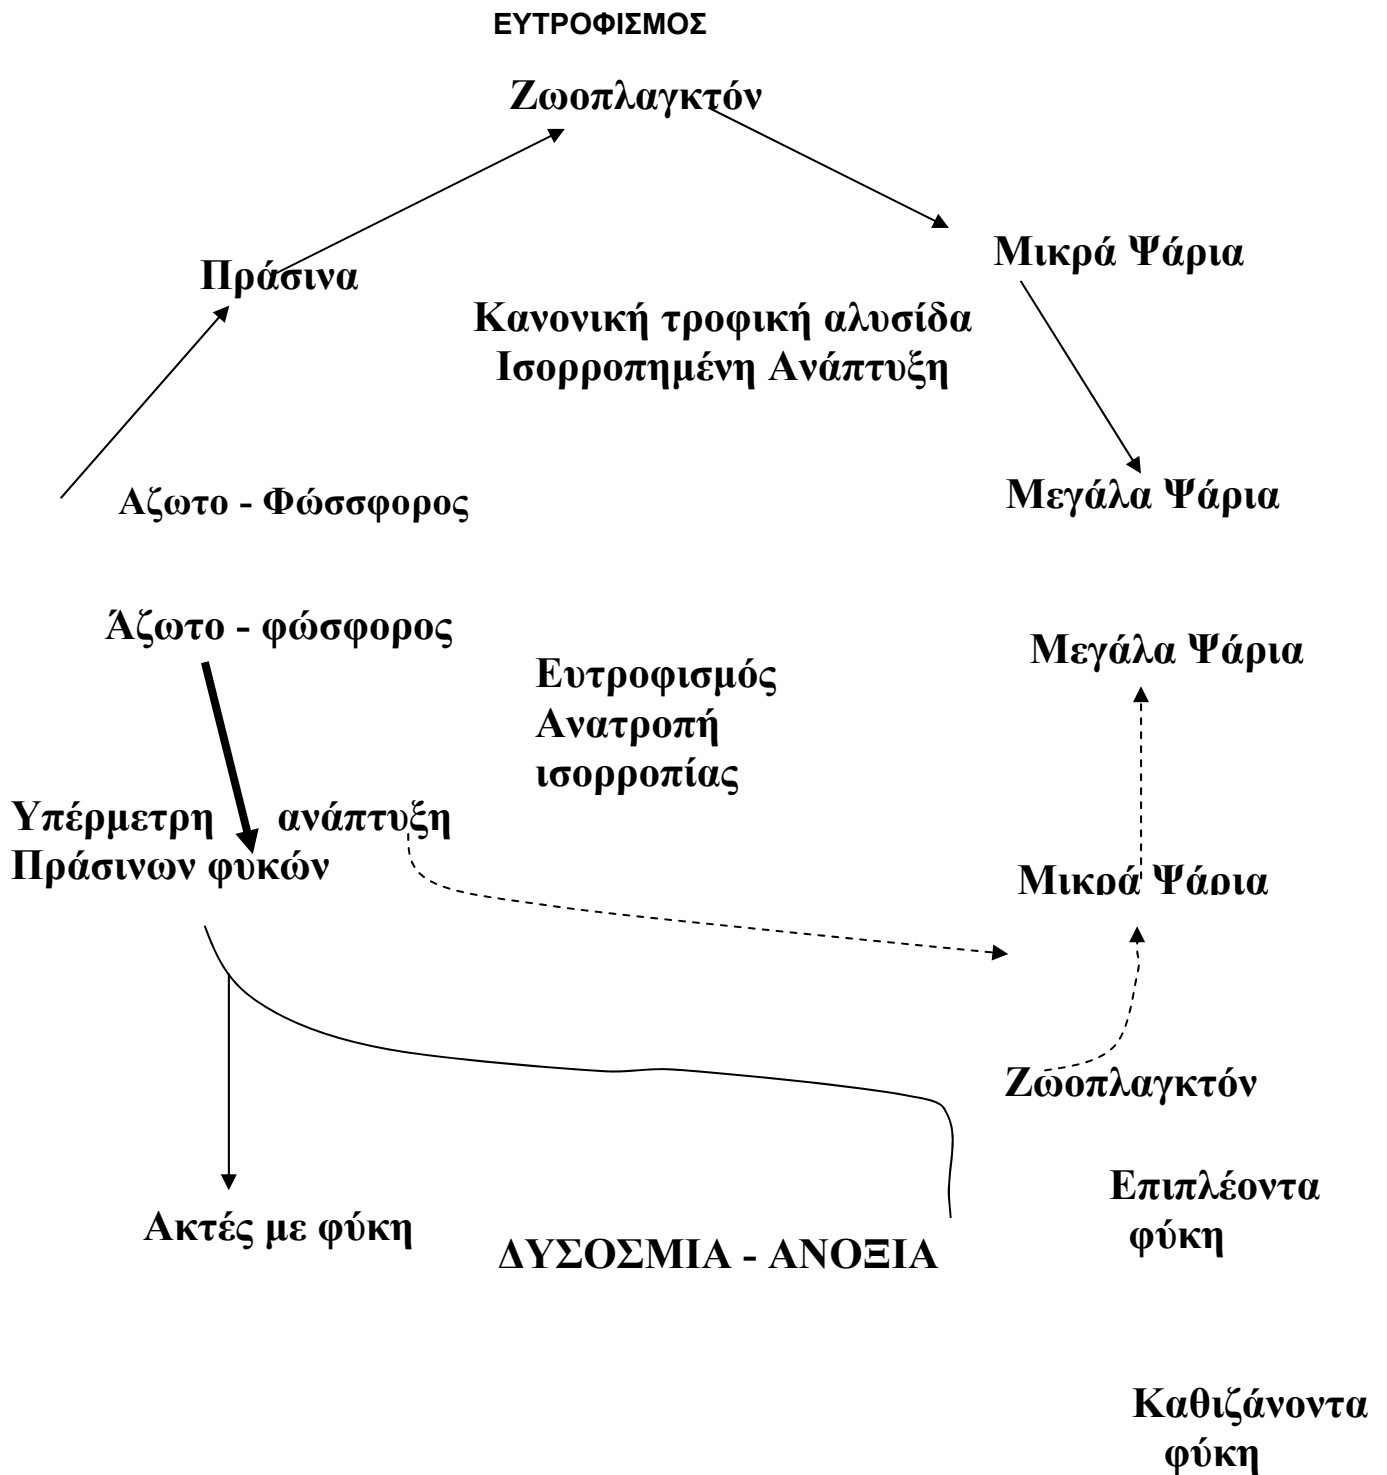 ΕΥΤΡΟΦΙΣΜΟΣ
Ζωοπλαγκτόν
Μικρά Ψάρια
Πράσινα
Κανονική τροφική αλυσίδα
Ισορροπημένη Ανάπτυξη
Αζωτο - Φώσσφορος
Μεγάλα Ψάρια
Άζωτο - φώσφορος
Μεγάλα Ψάρια
Ευτροφισμός
Ανατροπή
ισορροπίας
Υπέρμετρη ανάπτυξη
Πράσινων φυκών
Μικρά Ψάρια
Ζωοπλαγκτόν
Επιπλέοντα
φύκη
Ακτές με φύκη
ΔΥΣΟΣΜΙΑ - ΑΝΟΞΙΑ
Καθιζάνοντα
φύκη